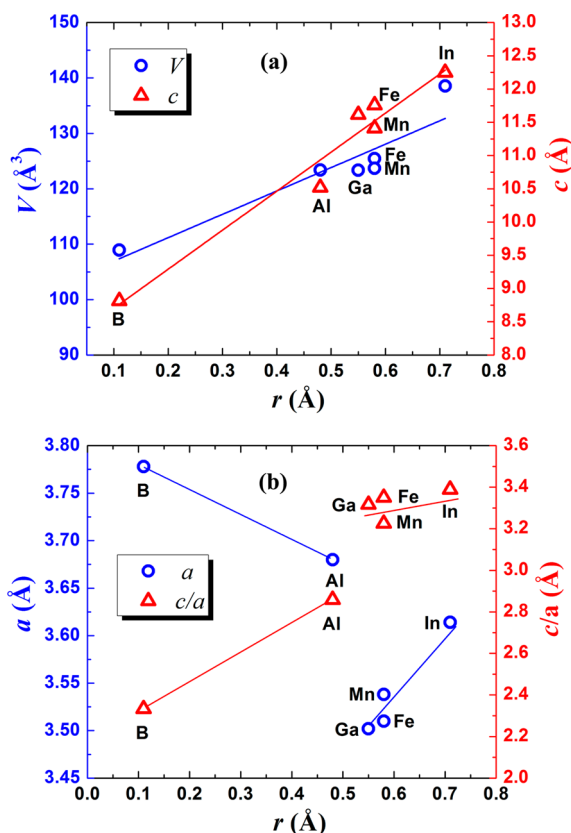 (a)
V
c
150
140
130
120
110
100
90
V (Å³)
13.0
12.5
12.0
11.5
11.0
10.5
10.0
9.5
9.0
8.5
8.0
c (Å)
In
Fe
Mn
Fe
Mn
Ga
Al
B
0.1 0.2 0.3 0.4 0.5 0.6 0.7 0.8
r (Å)
(b)
a
c/a
3.80
3.75
3.70
3.65
3.60
3.55
3.50
3.45
a (Å)
3.6
3.4
3.2
3.0
2.8
2.6
2.4
2.2
2.0
c/a (Å)
B
Ga
Fe
Mn
In
Al
Al
In
Mn
Ga
Fe
B
0.0 0.1 0.2 0.3 0.4 0.5 0.6 0.7 0.8
r (Å)